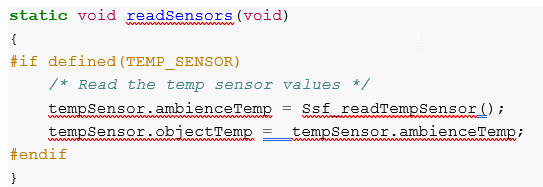 static void readSensors(void)
{
#if defined(TEMP_SENSOR)
    /* Read the temp sensor values */
    tempSensor.ambienceTemp = Ssf_readTempSensor();
    tempSensor.objectTemp =  tempSensor.ambienceTemp;
#endif
}